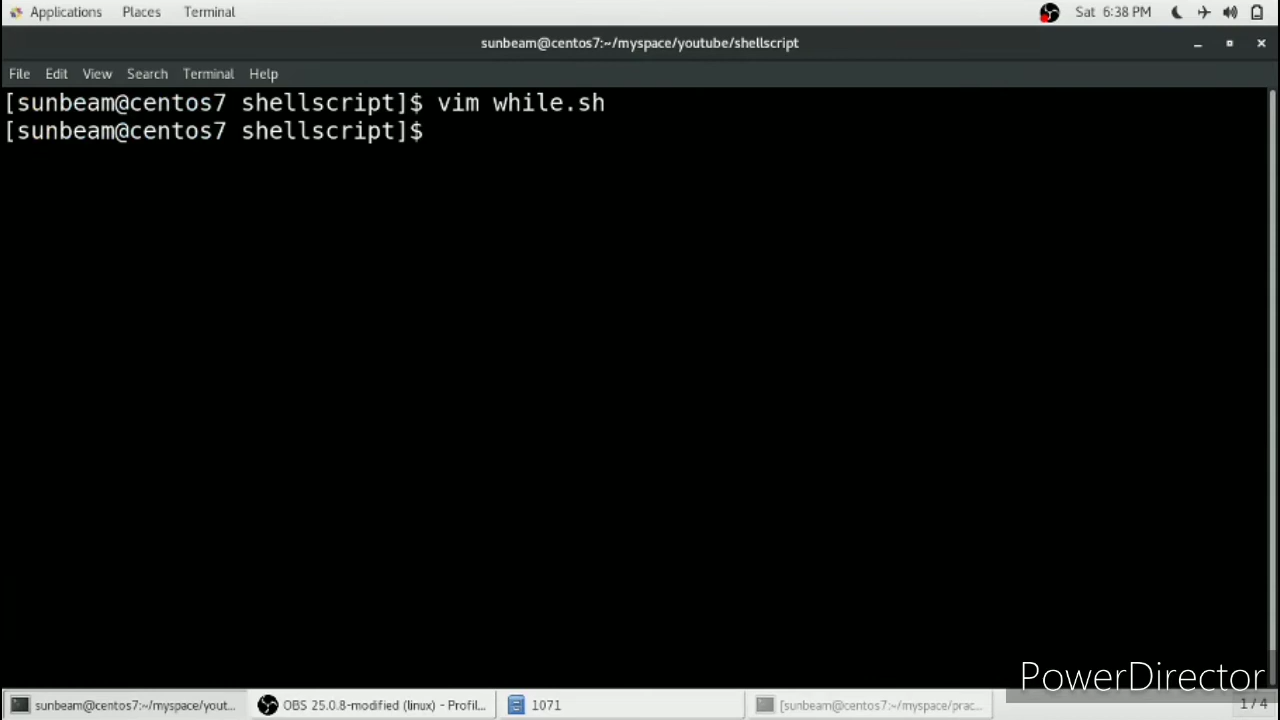 Applications Places Terminal Sat 6:38 PM
sunbeam@centos7:~/myspace/youtube/shellscript
File Edit View Search Terminal Help
[sunbeam@centos7 shellscript]$ vim while.sh
[sunbeam@centos7 shellscript]$
PowerDirector
sunbeam@centos7:~/myspace/yout... OBS 25.0.8-modified (linux) - Profil... 1071 [sunbeam@centos7:~/myspace/prac... 1 / 4